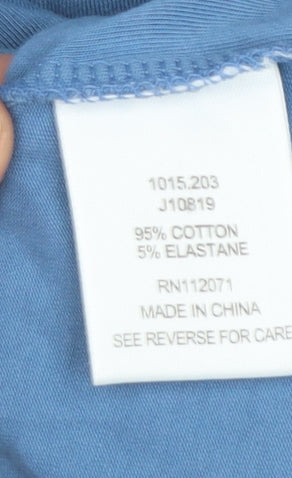 1015.203
J10819
95% COTTON
5% ELASTANE
RN112071
MADE IN CHINA
SEE REVERSE FOR CARE